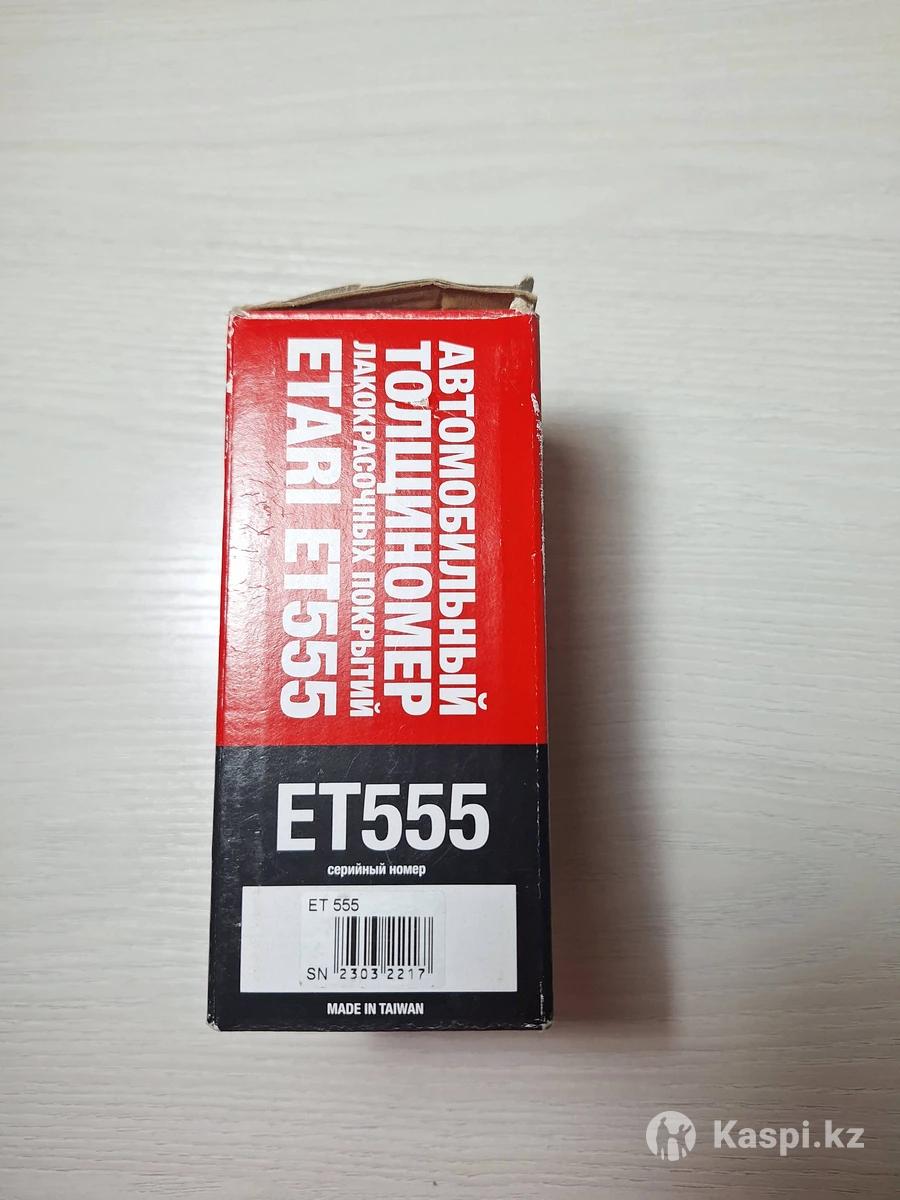 АВТОМОБИЛЬНЫЙ
ТОЛЩИНОМЕР
ЛАКОКРАСОЧНЫХ ПОКРЫТИЙ
ETARI ET555
ET555
серийный номер
ET 555
SN 2303 2217
MADE IN TAIWAN
Kaspi.kz